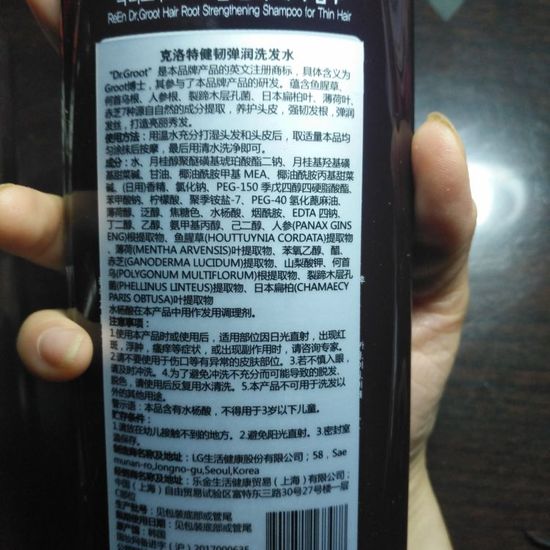 ReEn Dr.Groot Hair Root Strengthening Shampoo for Thin Hair
克洛特健韧弹润洗发水
"Dr.Groot" 是本品牌产品的英文注册商标，具体含义为
Groot博士，其参与了本品牌产品的研发。蕴含鱼腥草、
何首乌根、人参根、裂蹄木层孔菌、日本扁柏叶、薄荷叶、
赤芝7种源自自然的成分提取，养护头皮，强韧发根，弹润
发丝，打造亮丽秀发。
使用方法：用温水充分打湿头发和头皮后，取适量本品均
匀涂抹后按摩，最后用清水洗净即可。
成分：水、月桂醇聚醚磺基琥珀酸酯二钠、月桂基羟基磺
基甜菜碱、甘油、椰油酰胺甲基 MEA、椰油酰胺丙基甜菜
碱、(日用)香精、氯化钠、PEG-150 季戊四醇四硬脂酸酯、
苯甲酸钠、柠檬酸、聚季铵盐-7、PEG-40 氢化蓖麻油、
薄荷醇、泛醇、焦糖色、水杨酸、烟酰胺、EDTA 四钠、
丁二醇、乙醇、氨甲基丙醇、己二醇、人参(PANAX GINS
ENG)根提取物、鱼腥草(HOUTTUYNIA CORDATA)提取物
、薄荷(MENTHA ARVENSIS)叶提取物、苯氧乙醇、醋、
赤芝(GANODERMA LUCIDUM)提取物、山梨酸钾、何首
乌(POLYGONUM MULTIFLORUM)根提取物、裂蹄木层孔
菌(PHELLINUS LINTEUS)提取物、日本扁柏(CHAMAECY
PARIS OBTUSA)叶提取物
水杨酸在本产品中用作发用调理剂。
注意事项：
1.使用本产品时或使用后，适用部位因日光直射，出现红
斑，浮肿，瘙痒等症状，或出现副作用时，请咨询专家。
2.请不要使用于伤口等有异常的皮肤部位。3.若不慎入眼，
请及时冲洗。4.为了避免冲洗不充分而可能导致的脱发、
脱色，请使用后反复用水清洗。5.本产品不可用于洗发以
外的其他用途。
警示语：本品含有水杨酸，不得用于3岁以下儿童。
贮存条件：
1.请放在幼儿接触不到的地方。2.避免阳光直射。3.密封室
温保存。
制造商名称及地址：LG生活健康股份有限公司；58，Sae
munan-ro,Jongno-gu,Seoul,Korea
经销商名称及地址：乐金生活健康贸易（上海）有限公司；
中国（上海）自由贸易试验区富特东三路30号27号楼一层
C部位
生产日期：见包装底部或管尾
限期使用日期：见包装底部或管尾
原产国：韩国